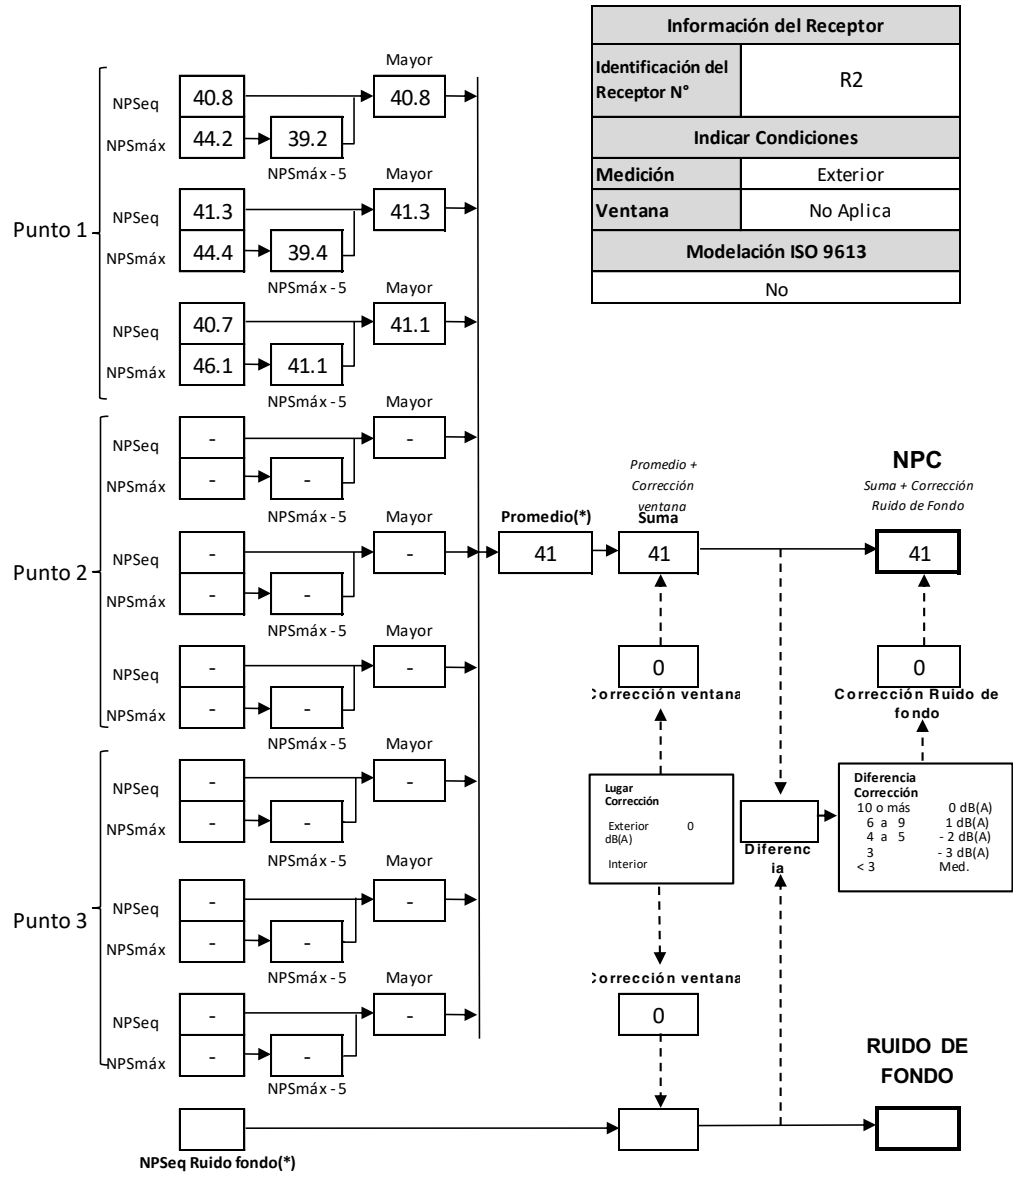 Información del Receptor
Identificación del
Receptor N°
R2
Indicar Condiciones
Medición
Exterior
Ventana
No Aplica
Modelación ISO 9613
No
Punto 1
Mayor
NPSeq
40.8
40.8
NPSmáx
44.2
39.2
NPSmáx - 5
Mayor
NPSeq
41.3
41.3
NPSmáx
44.4
39.4
NPSmáx - 5
Mayor
NPSeq
40.7
41.1
NPSmáx
46.1
41.1
NPSmáx - 5
Punto 2
Mayor
NPSeq
-
-
NPSmáx
-
-
NPSmáx - 5
Mayor
NPSeq
-
-
NPSmáx
-
-
NPSmáx - 5
Mayor
NPSeq
-
-
NPSmáx
-
-
NPSmáx - 5
Punto 3
Mayor
NPSeq
-
-
NPSmáx
-
-
NPSmáx - 5
Mayor
NPSeq
-
-
NPSmáx
-
-
NPSmáx - 5
Mayor
NPSeq
-
-
NPSmáx
-
-
NPSmáx - 5
NPSeq Ruido fondo(*)
Promedio(*)
41
Promedio +
Corrección
ventana
Suma
41
0
Corrección ventana
Lugar
Corrección
Exterior 0
dB(A)
Interior
Corrección ventana
0
Diferenc
ia
NPC
Suma + Corrección
Ruido de Fondo
41
0
Corrección Ruido de
fondo
Diferencia
Corrección
10 o más 0 dB(A)
6 a 9 1 dB(A)
4 a 5 - 2 dB(A)
3 - 3 dB(A)
< 3 Med.
RUIDO DE
FONDO